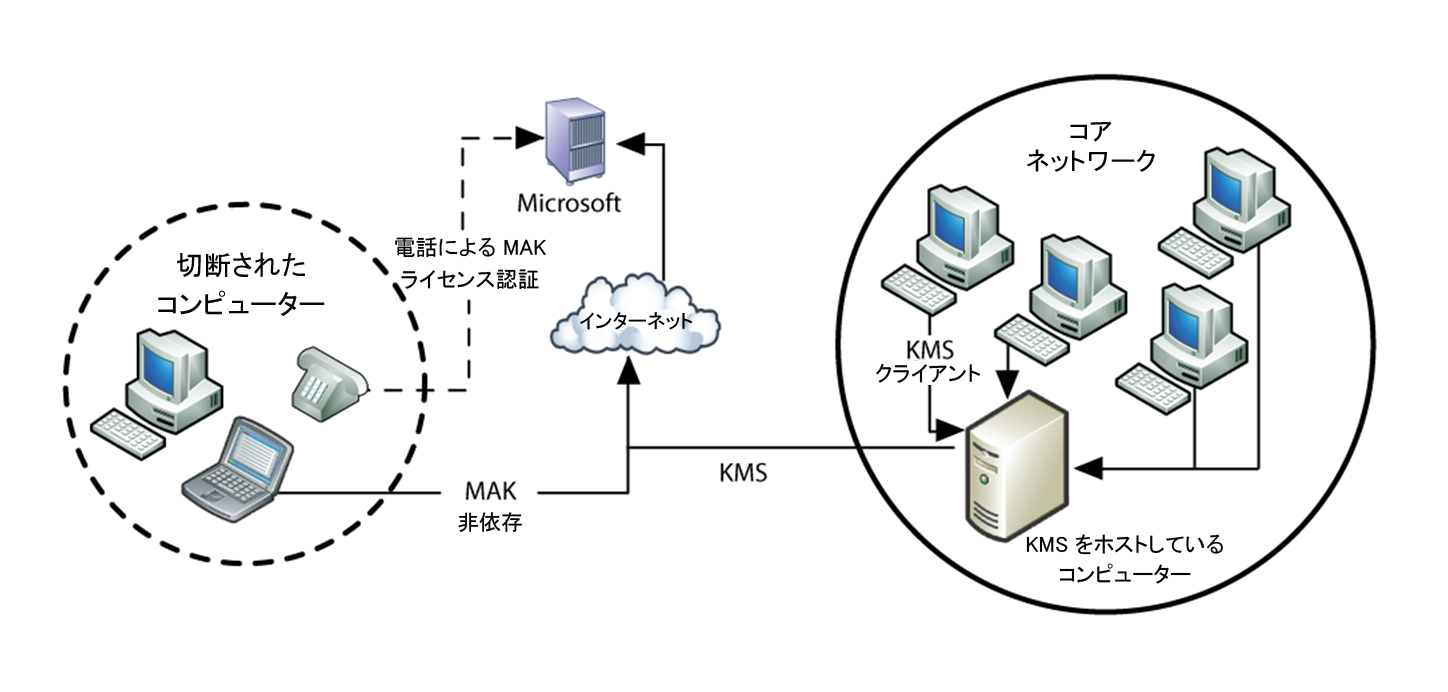 コア
ネットワーク
Microsoft
電話による MAK
ライセンス認証
切断された
コンピューター
インターネット
KMS
クライアント
KMS
MAK
非依存
KMS をホストしている
コンピューター